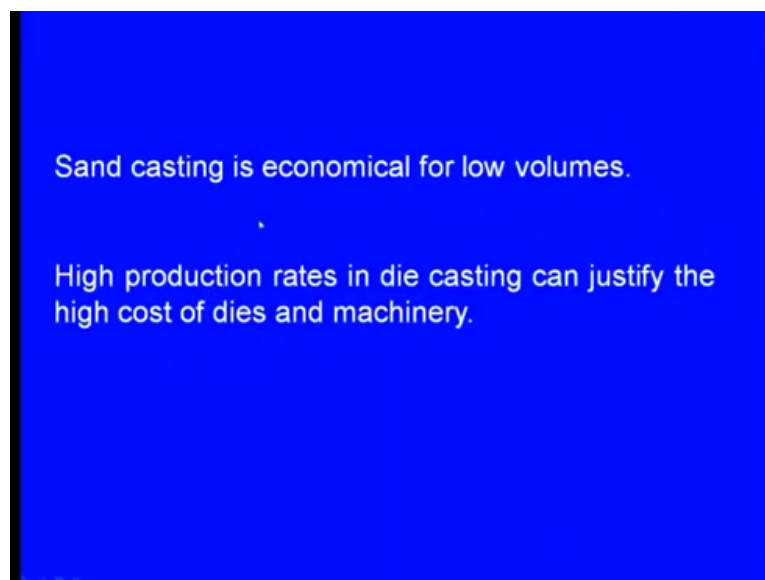 Sand casting is economical for low volumes.
High production rates in die casting can justify the
high cost of dies and machinery.